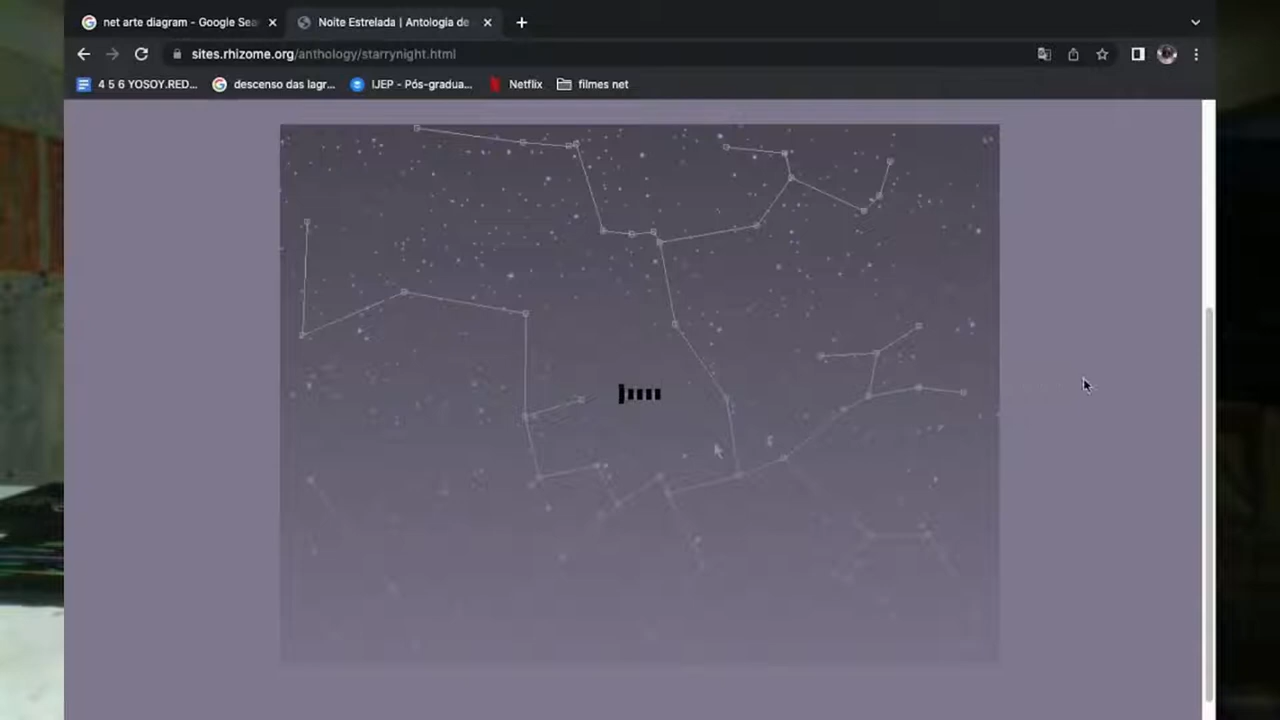 net arte diagram - Google Sea
Noite Estrelada | Antologia de
sites.rhizome.org/anthology/starrynight.html
4 5 6 YOSOY.RED...
descenso das lagr...
IJEP - Pós-gradua...
Netflix
filmes net